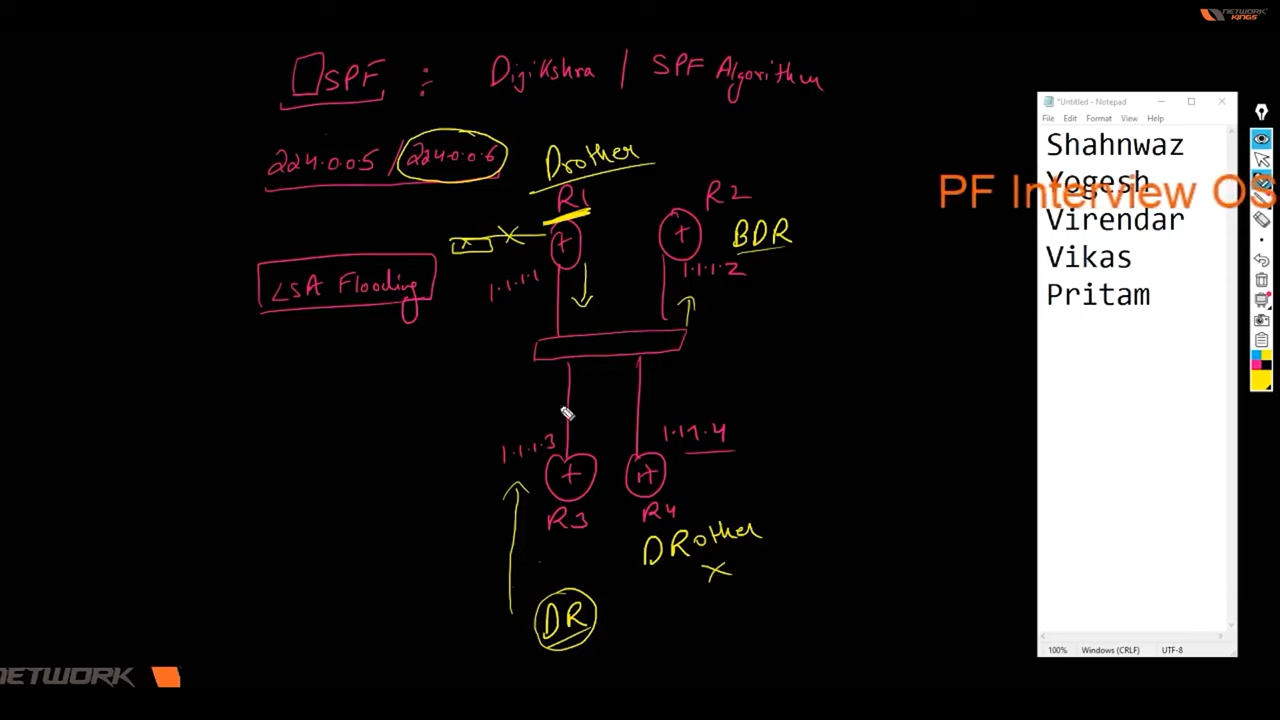 NETWORK KINGS
OSPF : Dijikshra / SPF Algorithm
224.0.0.5 / 224.0.0.6
Drother
R1
R2
BDR
1.1.1.1
1.1.1.2
LSA Flooding
1.1.1.3
1.1.1.4
R3
R4
DRother
DR
*Untitled - Notepad
File Edit Format View Help
Shahnwaz
Yogesh
Virendar
Vikas
Pritam
PF Interview OS
100% Windows (CRLF) UTF-8
NETWORK